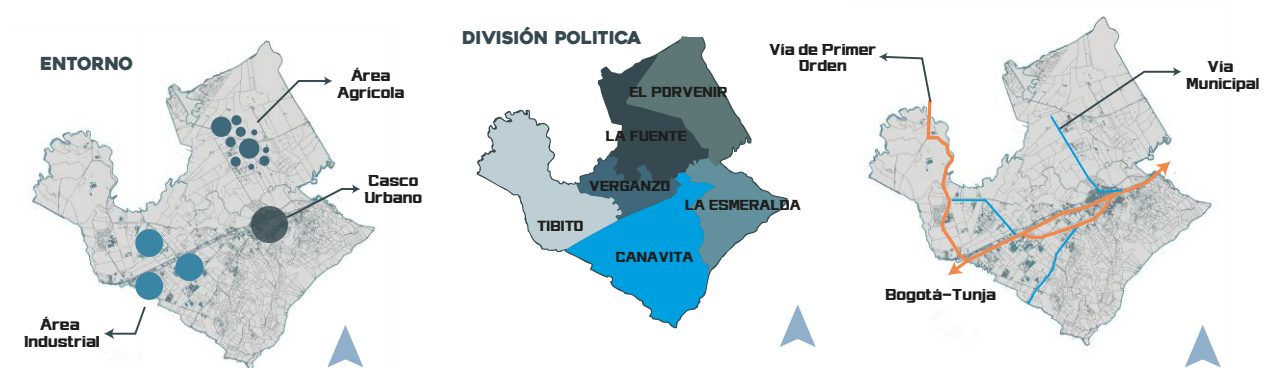 ENTORNO
Área
Agrícola
Casco
Urbano
Área
Industrial
DIVISIÓN POLITICA
EL PORVENIR
LA FUENTE
VERGANZO
LA ESMERALDA
TIBITO
CANAVITA
Vía de Primer
Orden
Vía
Municipal
Bogotá-Tunja